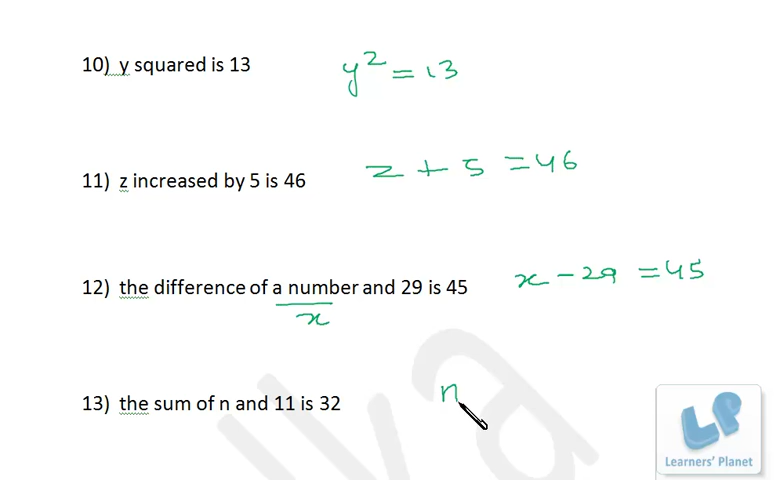 10) y squared is 13 y² = 13
11) z increased by 5 is 46 z + 5 = 46
12) the difference of a number and 29 is 45 x − 29 = 45
x
13) the sum of n and 11 is 32 n
LP
Learners' Planet